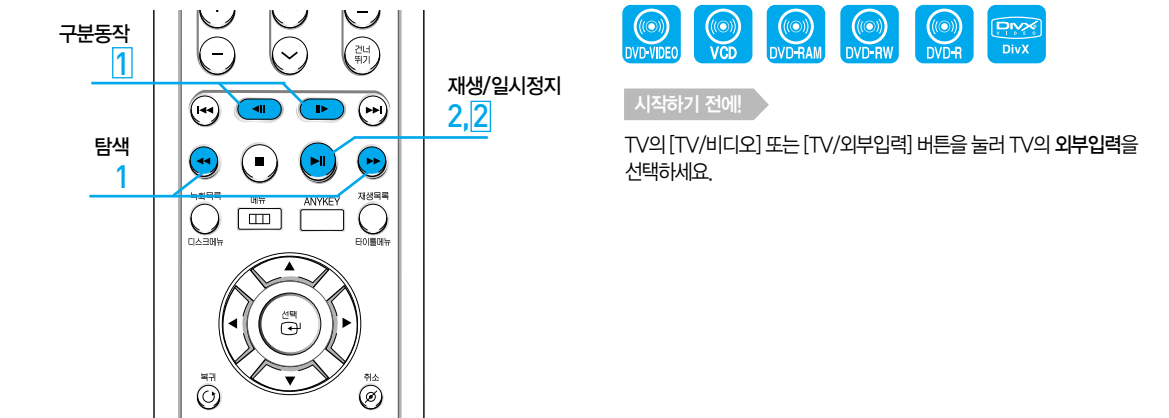 구분동작
1
탐색
1
건너
뛰기
재생/일시정지
2,2
녹화목록
메뉴
ANYKEY
재생목록
디스크메뉴
타이틀메뉴
선택
복귀
취소
DVD-VIDEO
VCD
DVD-RAM
DVD-RW
DVD-R
DIVX
VIDEO
DivX
시작하기 전에!
TV의 [TV/비디오] 또는 [TV/외부입력] 버튼을 눌러 TV의 외부입력을
선택하세요.